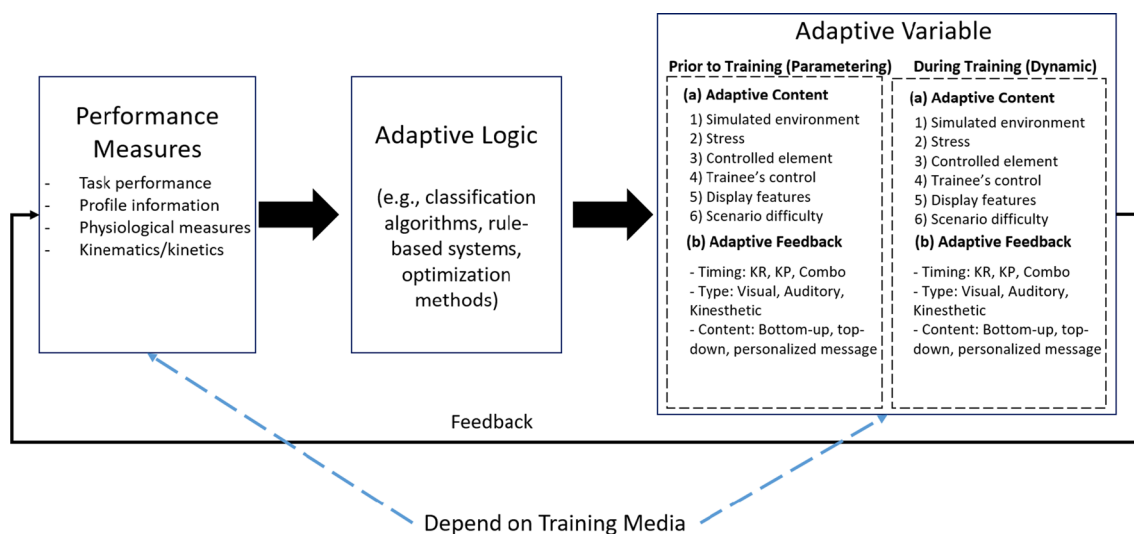 Performance
Measures
- Task performance
- Profile information
- Physiological measures
- Kinematics/kinetics
Adaptive Logic
(e.g., classification
algorithms, rule-
based systems,
optimization
methods)
Adaptive Variable
Prior to Training (Parametering)
(a) Adaptive Content
1) Simulated environment
2) Stress
3) Controlled element
4) Trainee’s control
5) Display features
6) Scenario difficulty
(b) Adaptive Feedback
- Timing: KR, KP, Combo
- Type: Visual, Auditory,
Kinesthetic
- Content: Bottom-up, top-
down, personalized message
During Training (Dynamic)
(a) Adaptive Content
1) Simulated environment
2) Stress
3) Controlled element
4) Trainee’s control
5) Display features
6) Scenario difficulty
(b) Adaptive Feedback
- Timing: KR, KP, Combo
- Type: Visual, Auditory,
Kinesthetic
- Content: Bottom-up, top-
down, personalized message
Feedback
Depend on Training Media